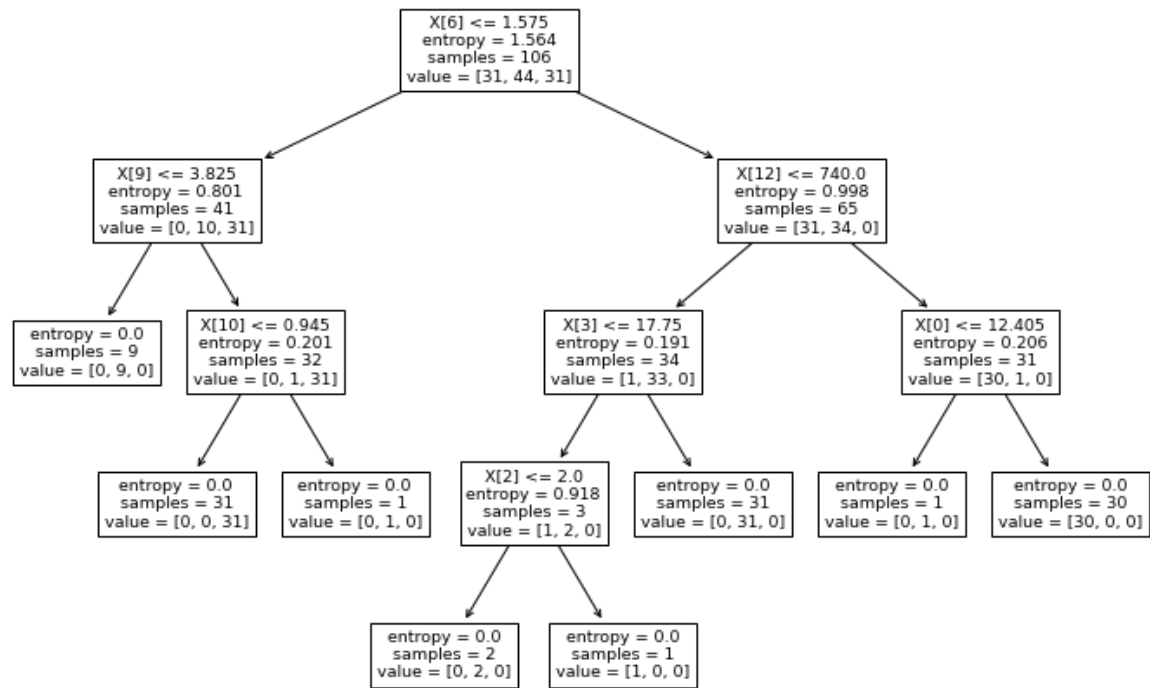 X[6] <= 1.575
entropy = 1.564
samples = 106
value = [31, 44, 31]
X[9] <= 3.825
entropy = 0.801
samples = 41
value = [0, 10, 31]
X[12] <= 740.0
entropy = 0.998
samples = 65
value = [31, 34, 0]
entropy = 0.0
samples = 9
value = [0, 9, 0]
X[10] <= 0.945
entropy = 0.201
samples = 32
value = [0, 1, 31]
X[3] <= 17.75
entropy = 0.191
samples = 34
value = [1, 33, 0]
X[0] <= 12.405
entropy = 0.206
samples = 31
value = [30, 1, 0]
entropy = 0.0
samples = 31
value = [0, 0, 31]
entropy = 0.0
samples = 1
value = [0, 1, 0]
X[2] <= 2.0
entropy = 0.918
samples = 3
value = [1, 2, 0]
entropy = 0.0
samples = 31
value = [0, 31, 0]
entropy = 0.0
samples = 1
value = [0, 1, 0]
entropy = 0.0
samples = 30
value = [30, 0, 0]
entropy = 0.0
samples = 2
value = [0, 2, 0]
entropy = 0.0
samples = 1
value = [1, 0, 0]